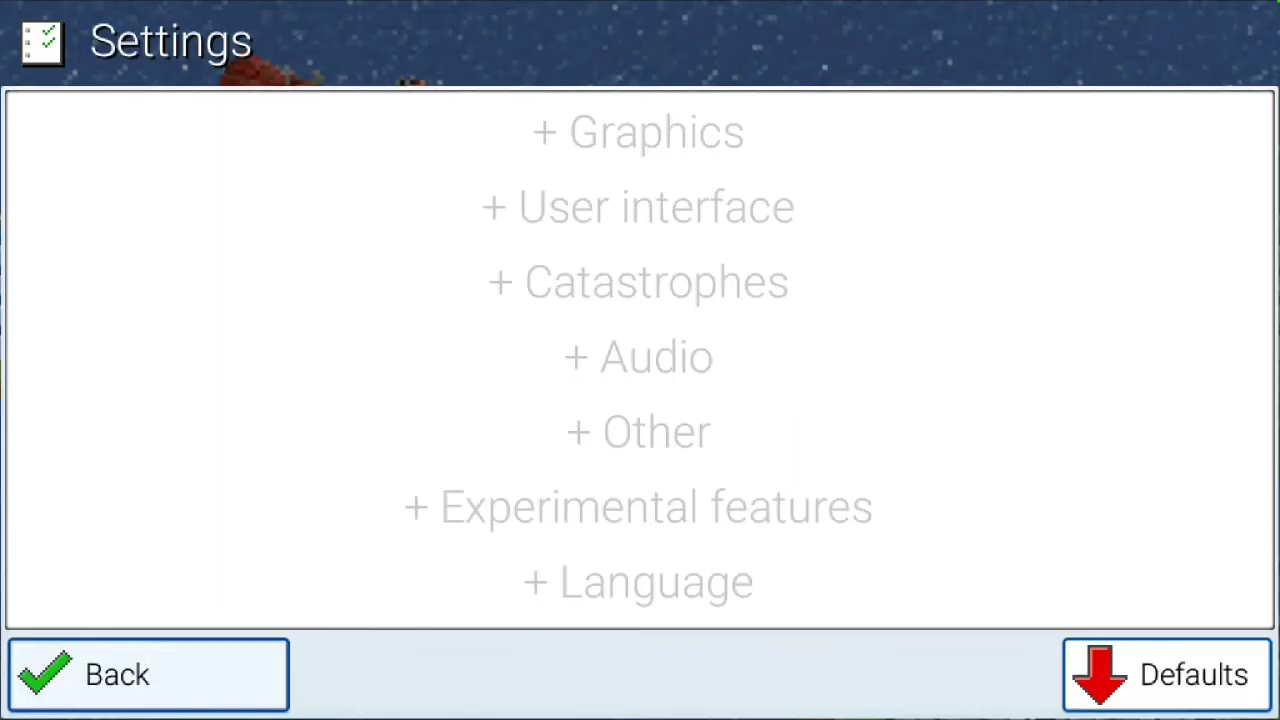 Settings
+ Graphics
+ User interface
+ Catastrophes
+ Audio
+ Other
+ Experimental features
+ Language
Back
Defaults